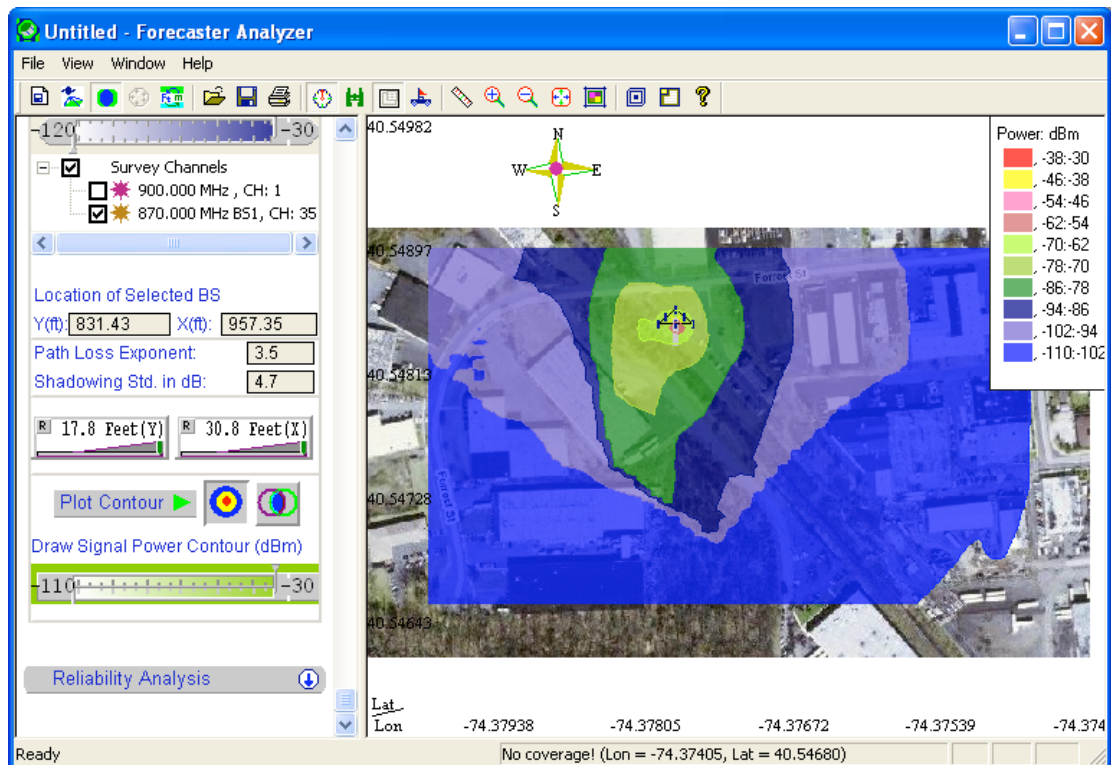 Untitled - Forecaster Analyzer
File View Window Help
-120 -30
Survey Channels
900.000 MHz , CH: 1
870.000 MHz BS1, CH: 35
Location of Selected BS
Y(ft): 831.43 X(ft): 957.35
Path Loss Exponent: 3.5
Shadowing Std. in dB: 4.7
R 17.8 Feet(Y) R 30.8 Feet(X)
Plot Contour
Draw Signal Power Contour (dBm)
-110 -30
Reliability Analysis
40.54982
N
W E
S
40.54897
Forrest St
40.54813
40.54728
Forrest St
40.54643
Power: dBm
, -38:-30
, -46:-38
, -54:-46
, -62:-54
, -70:-62
, -78:-70
, -86:-78
, -94:-86
, -102:-94
, -110:-102
Lat
Lon -74.37938 -74.37805 -74.37672 -74.37539 -74.374
Ready No coverage! (Lon = -74.37405, Lat = 40.54680)